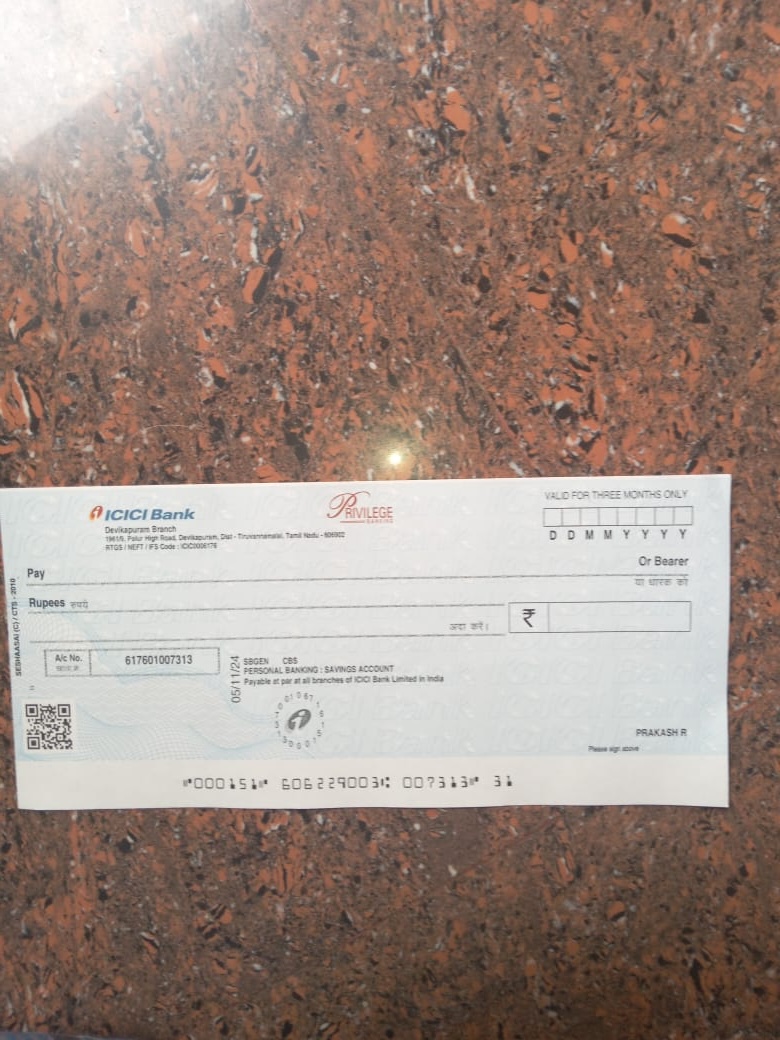 ICICI Bank
PRIVILEGE
BANKING
VALID FOR THREE MONTHS ONLY
Devikapuram Branch
1961/9, Polur High Road, Devikapuram, Dist - Tiruvannamalai, Tamil Nadu - 606902
RTGS / NEFT / IFS Code : ICIC0006176
D D M M Y Y Y Y
Pay
Or Bearer
या धारक को
Rupees रुपये
अदा करें।
₹
A/c No.
617601007313
SBGEN CBS
PERSONAL BANKING : SAVINGS ACCOUNT
Payable at par at all branches of ICICI Bank Limited in India
05/11/24
SESHAASAI (C) / CTS - 2010
PRAKASH R
Please sign above
⑈000151⑈ 606229003⑆ 007313⑈ 31